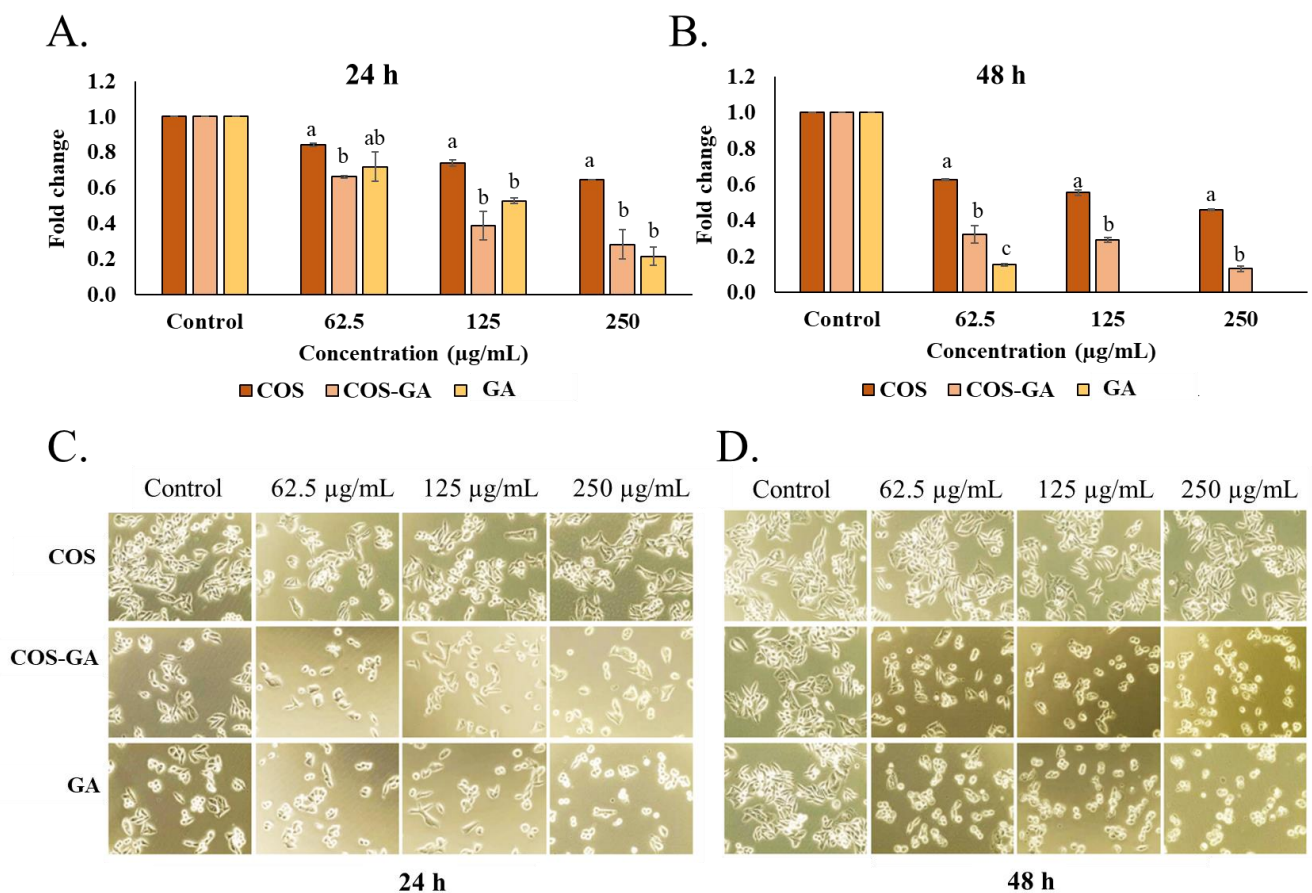 A.
24 h
Fold change
1.2
1.0
0.8
0.6
0.4
0.2
0.0
a
b
ab
a
b
b
a
b
b
Control 62.5 125 250
Concentration (µg/mL)
COS COS-GA GA
B.
48 h
Fold change
1.2
1.0
0.8
0.6
0.4
0.2
0.0
a
b
c
a
b
a
b
Control 62.5 125 250
Concentration (µg/mL)
COS COS-GA GA
C.
Control 62.5 µg/mL 125 µg/mL 250 µg/mL
COS
COS-GA
GA
24 h
D.
Control 62.5 µg/mL 125 µg/mL 250 µg/mL
48 h